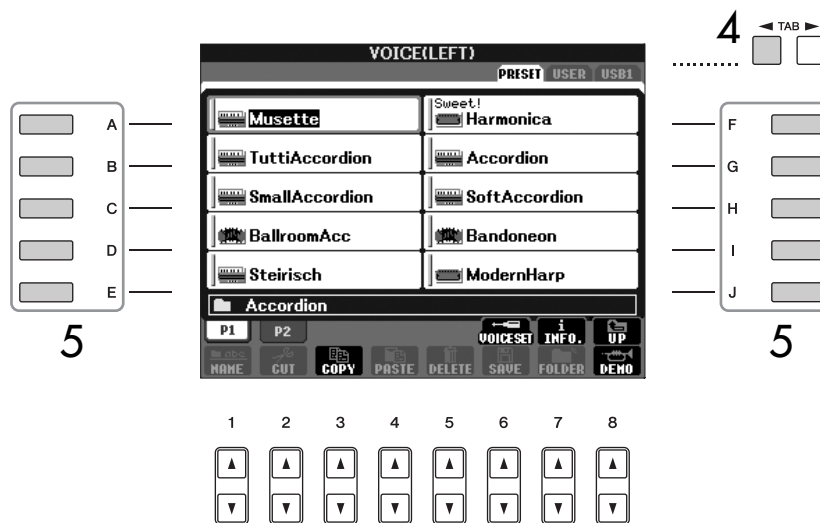 4 ◄ TAB ►
VOICE(LEFT)
PRESET USER USB1
A Musette Sweet! Harmonica F
B TuttiAccordion Accordion G
C SmallAccordion SoftAccordion H
D BallroomAcc Bandoneon I
E Steirisch ModernHarp J
Accordion
5 5
P1 P2 VOICE SET i INFO. UP
NAME CUT COPY PASTE DELETE SAVE FOLDER DEMO
1 2 3 4 5 6 7 8